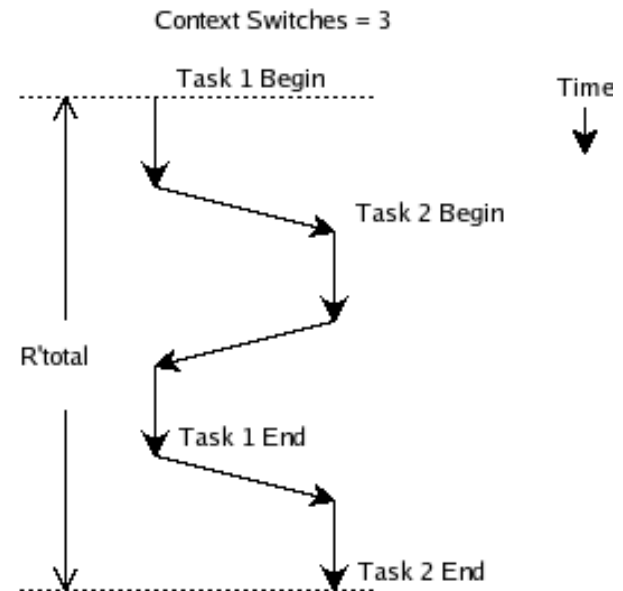 Context Switches = 3
Task 1 Begin
Time
Task 2 Begin
R'total
Task 1 End
Task 2 End